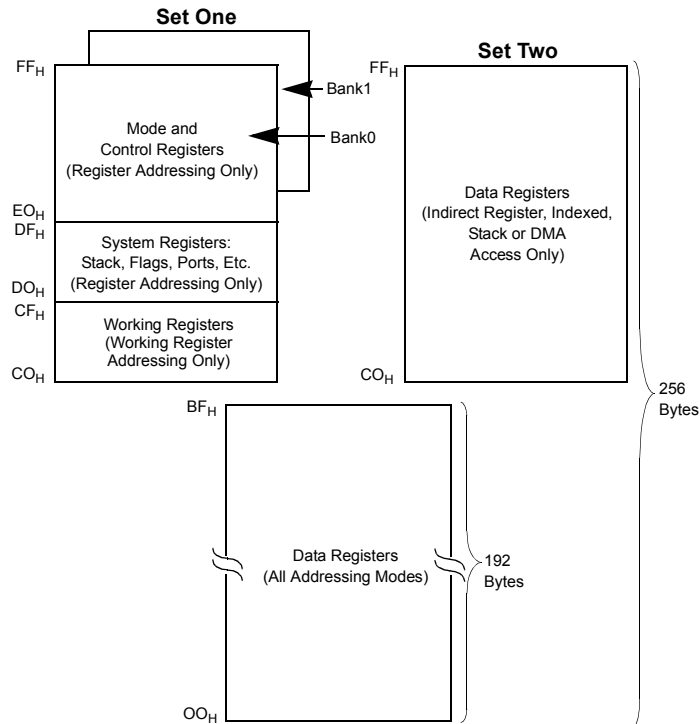 Set One
FFH
Bank1
Bank0
Mode and
Control Registers
(Register Addressing Only)
EOH
DFH
System Registers:
Stack, Flags, Ports, Etc.
(Register Addressing Only)
DOH
CFH
Working Registers
(Working Register
Addressing Only)
COH
Set Two
FFH
Data Registers
(Indirect Register, Indexed,
Stack or DMA
Access Only)
COH
256
Bytes
BFH
Data Registers
(All Addressing Modes)
192
Bytes
OOH